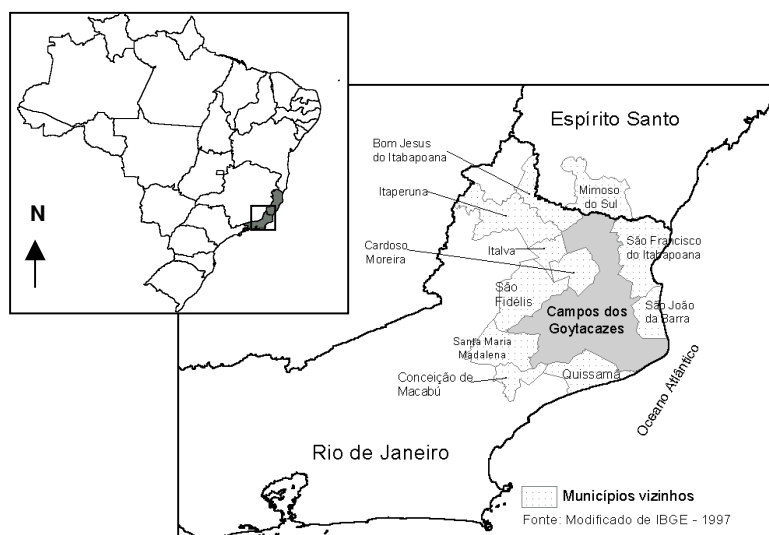 N
Espírito Santo
Bom Jesus
do Itabapoana
Mimoso
do Sul
Itaperuna
São Francisco
do Itabapoana
Cardoso
Moreira
Italva
São
Fidélis
Campos dos
Goytacazes
São João
da Barra
Santa Maria
Madalena
Conceição de
Macabú
Quissamã
Oceano Atlântico
Rio de Janeiro
Municípios vizinhos
Fonte: Modificado de IBGE - 1997